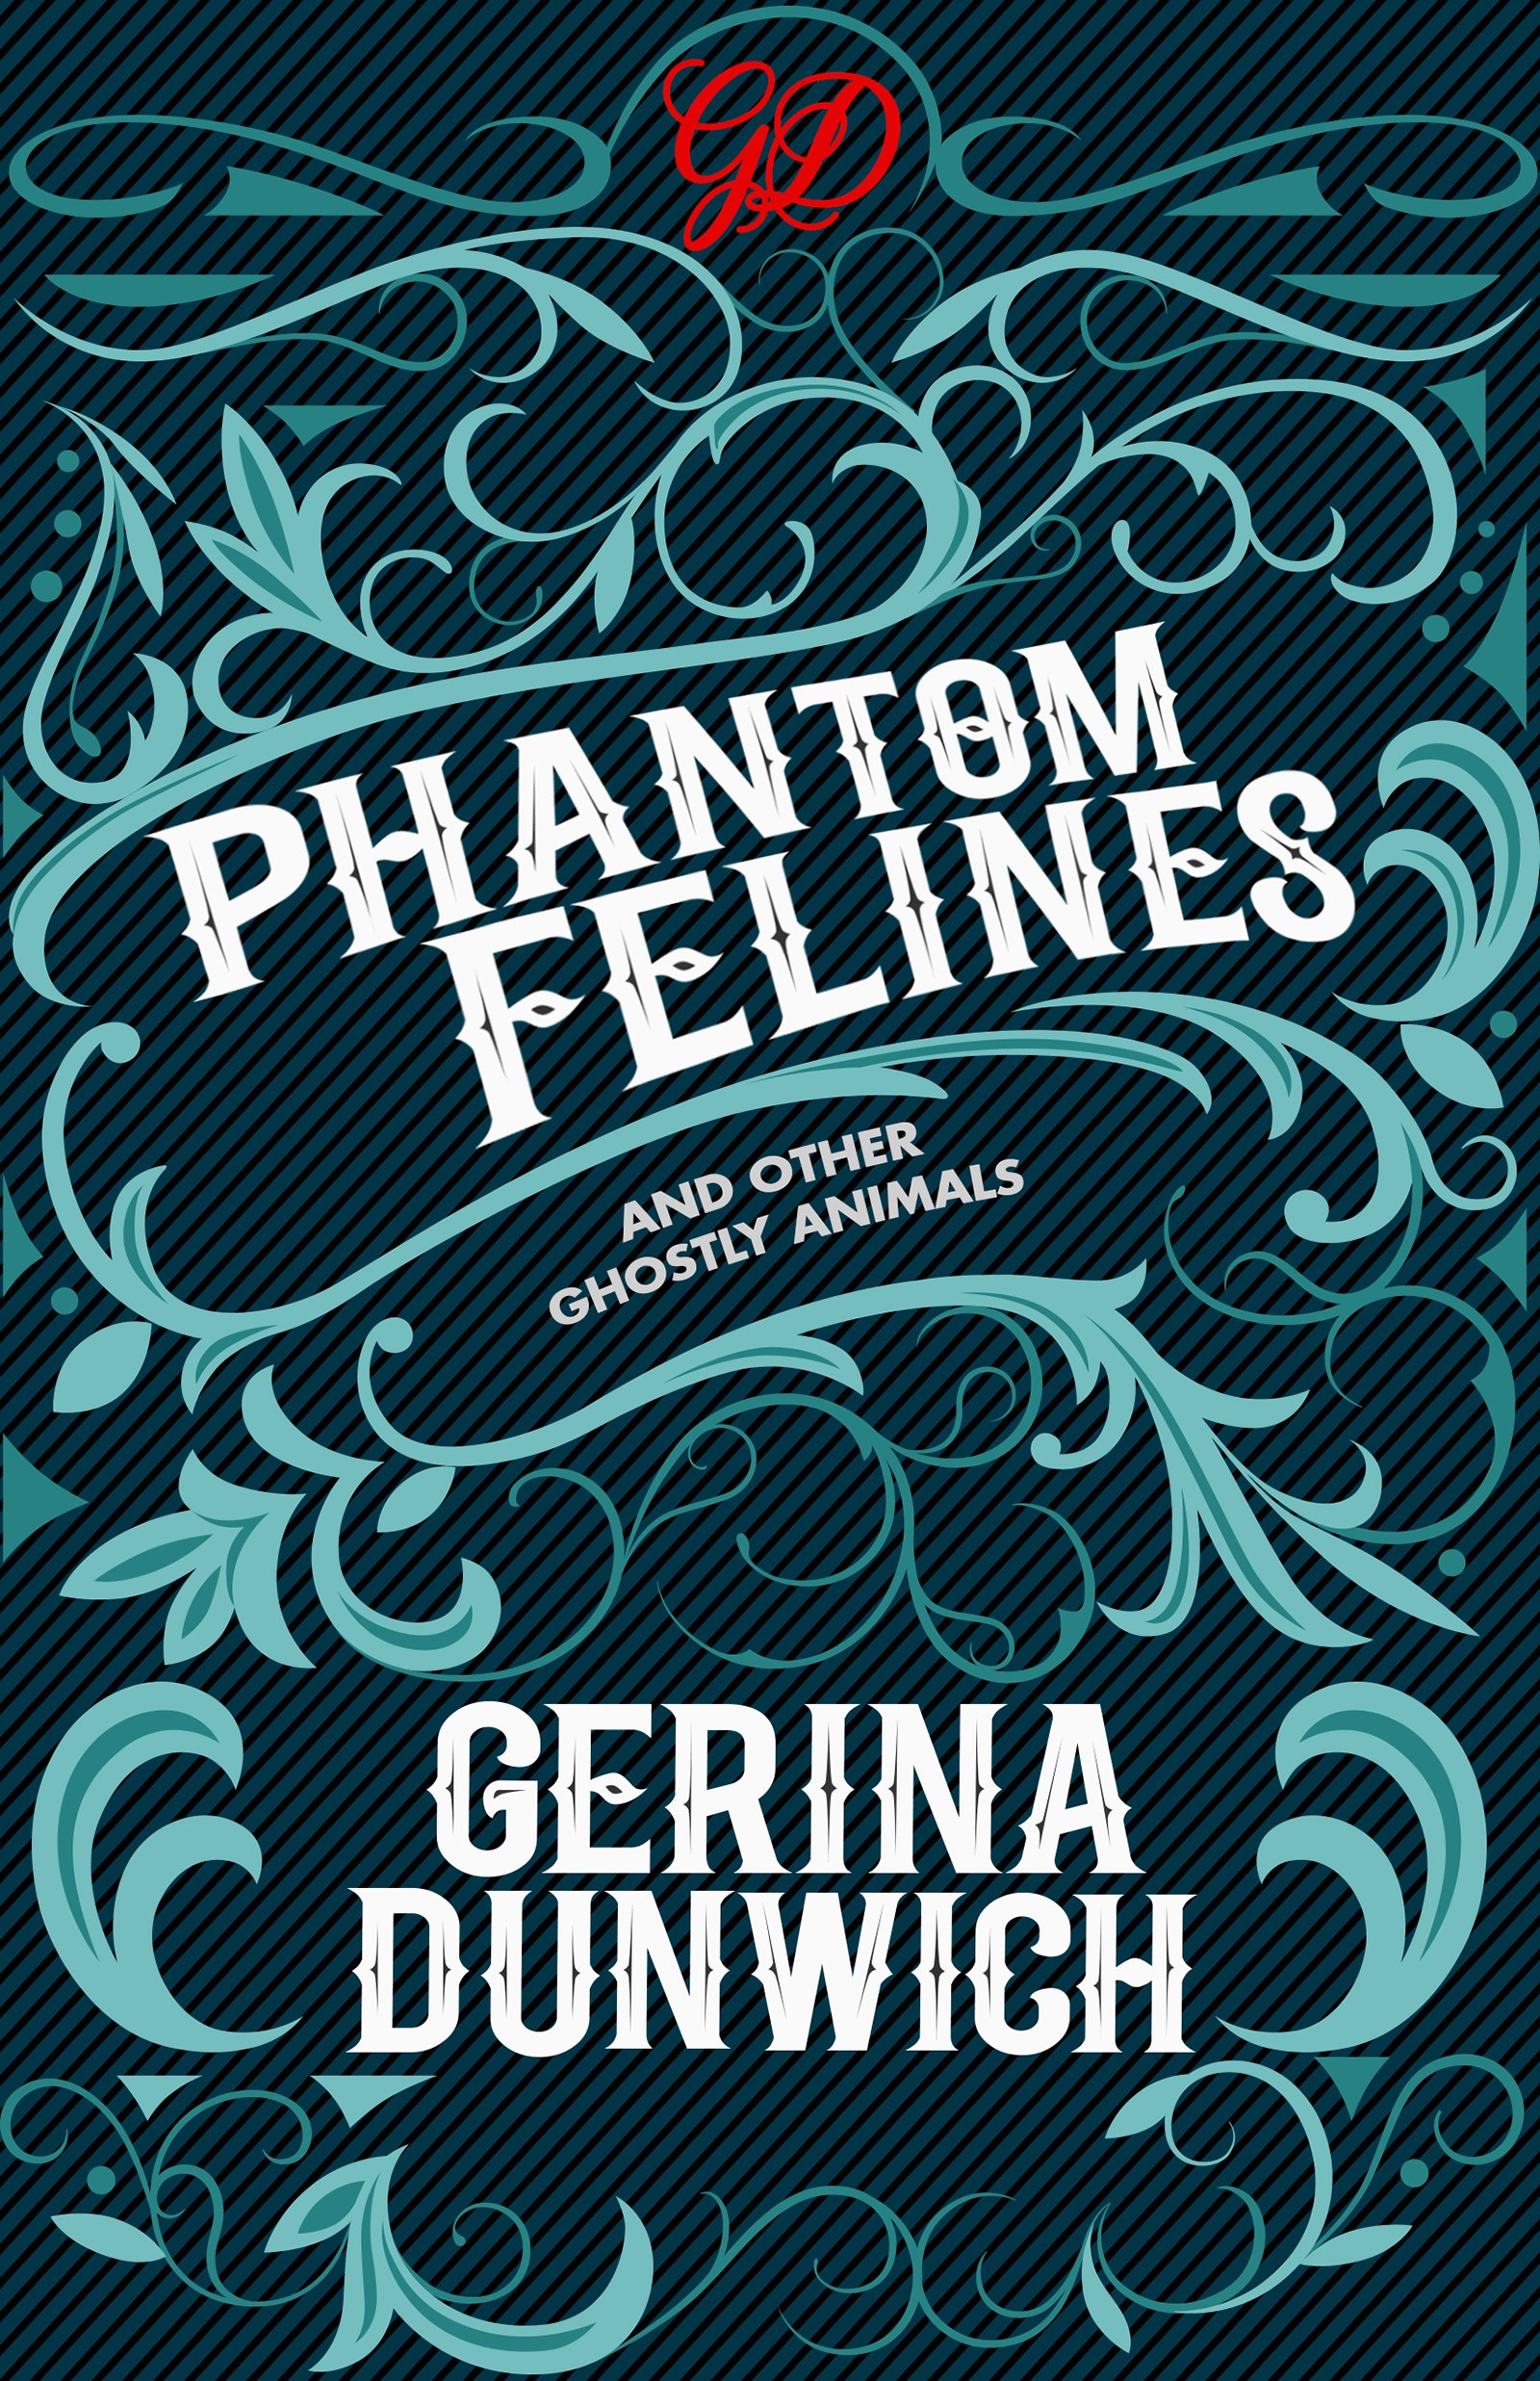 GD
PHANTOM
FELINES
AND OTHER
GHOSTLY ANIMALS
GERINA
DUNWICH